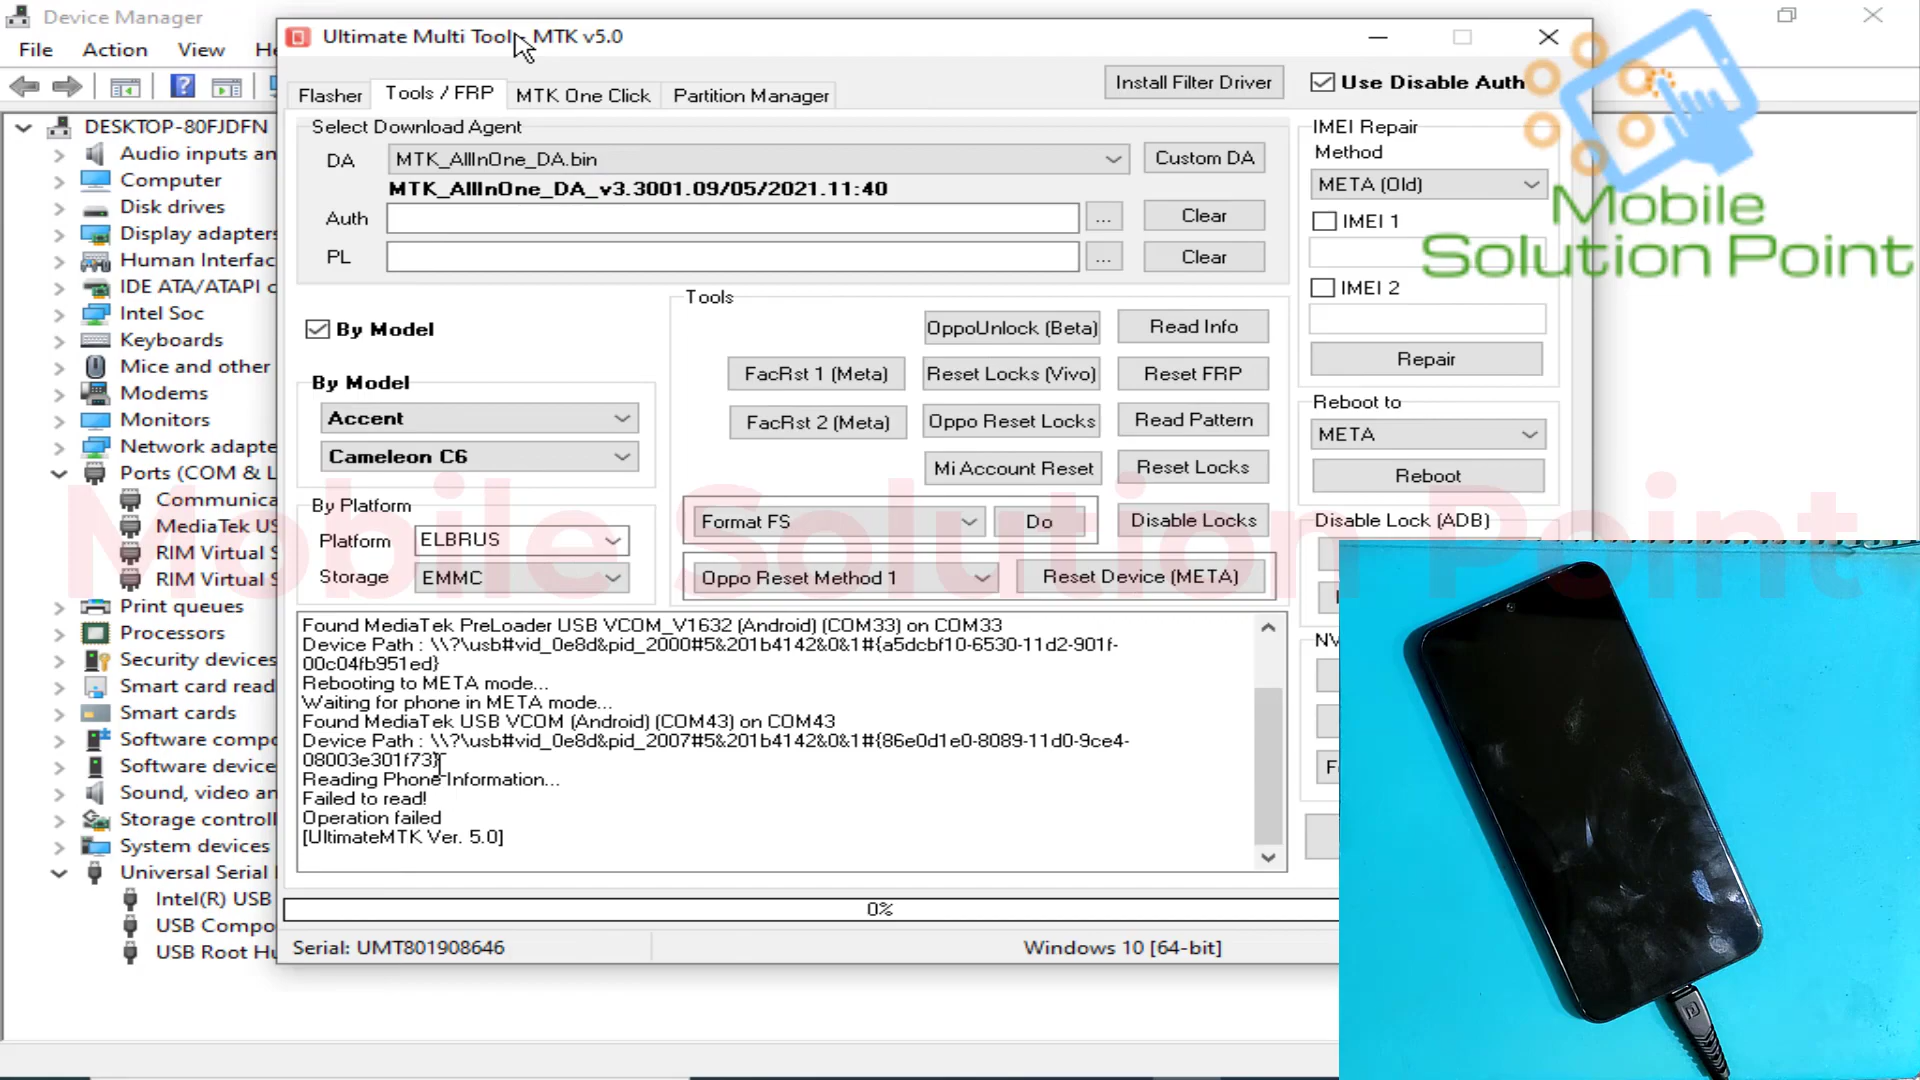 Device Manager
File Action View He
DESKTOP-80FJDFN
Audio inputs an
Computer
Disk drives
Display adapters
Human Interfac
IDE ATA/ATAPI c
Intel Soc
Keyboards
Mice and other
Modems
Monitors
Network adapte
Ports (COM & L
Communica
MediaTek US
RIM Virtual S
RIM Virtual S
Print queues
Processors
Security devices
Smart card read
Smart cards
Software compo
Software device
Sound, video an
Storage controll
System devices
Universal Serial
Intel(R) USB
USB Compo
USB Root Hu
Ultimate Multi Tool - MTK v5.0
Flasher Tools / FRP MTK One Click Partition Manager
Install Filter Driver
Use Disable Auth
Select Download Agent
DA MTK_AllInOne_DA.bin Custom DA
MTK_AllInOne_DA_v3.3001.09/05/2021.11:40
Auth ... Clear
PL ... Clear
By Model
By Model
Accent
Cameleon C6
By Platform
Platform ELBRUS
Storage EMMC
Tools
OppoUnlock (Beta) Read Info
FacRst 1 (Meta) Reset Locks (Vivo) Reset FRP
FacRst 2 (Meta) Oppo Reset Locks Read Pattern
Mi Account Reset Reset Locks
Format FS Do Disable Locks
Oppo Reset Method 1 Reset Device (META)
IMEI Repair
Method
META (Old)
IMEI 1
IMEI 2
Repair
Reboot to
META
Reboot
Disable Lock (ADB)
NV
F
Found MediaTek PreLoader USB VCOM_V1632 (Android) (COM33) on COM33
Device Path : \\?\usb#vid_0e8d&pid_2000#5&201b4142&0&1#{a5dcbf10-6530-11d2-901f-
00c04fb951ed}
Rebooting to META mode...
Waiting for phone in META mode...
Found MediaTek USB VCOM (Android) (COM43) on COM43
Device Path : \\?\usb#vid_0e8d&pid_2007#5&201b4142&0&1#{86e0d1e0-8089-11d0-9ce4-
08003e301f73}
Reading Phone Information...
Failed to read!
Operation failed
[UltimateMTK Ver. 5.0]
0%
Serial: UMT801908646
Windows 10 [64-bit]
Mobile
Solution Point
Mobile Solution Point